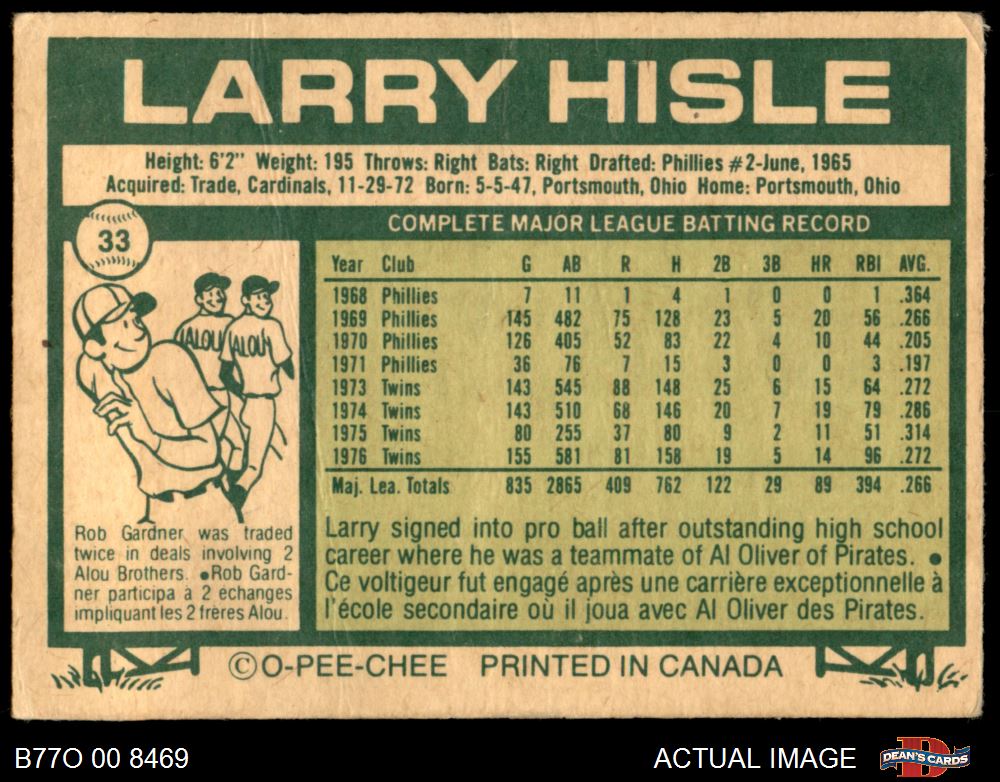 LARRY HISLE
Height: 6'2" Weight: 195 Throws: Right Bats: Right Drafted: Phillies #2-June, 1965
Acquired: Trade, Cardinals, 11-29-72 Born: 5-5-47, Portsmouth, Ohio Home: Portsmouth, Ohio
33
ALOU ALOU
Rob Gardner was traded
twice in deals involving 2
Alou Brothers. ●Rob Gard-
ner participa à 2 echanges
impliquant les 2 frères Alou.
COMPLETE MAJOR LEAGUE BATTING RECORD
Year Club G AB R H 2B 3B HR RBI AVG.
1968 Phillies 7 11 1 4 1 0 0 1 .364
1969 Phillies 145 482 75 128 23 5 20 56 .266
1970 Phillies 126 405 52 83 22 4 10 44 .205
1971 Phillies 36 76 7 15 3 0 0 3 .197
1973 Twins 143 545 88 148 25 6 15 64 .272
1974 Twins 143 510 68 146 20 7 19 79 .286
1975 Twins 80 255 37 80 9 2 11 51 .314
1976 Twins 155 581 81 158 19 5 14 96 .272
Maj. Lea. Totals 835 2865 409 762 122 29 89 394 .266
Larry signed into pro ball after outstanding high school
career where he was a teammate of Al Oliver of Pirates. ●
Ce voltigeur fut engagé après une carrière exceptionnelle à
l'école secondaire où il joua avec Al Oliver des Pirates.
©O-PEE-CHEE PRINTED IN CANADA
B77O 00 8469
ACTUAL IMAGE
DEAN'S CARDS